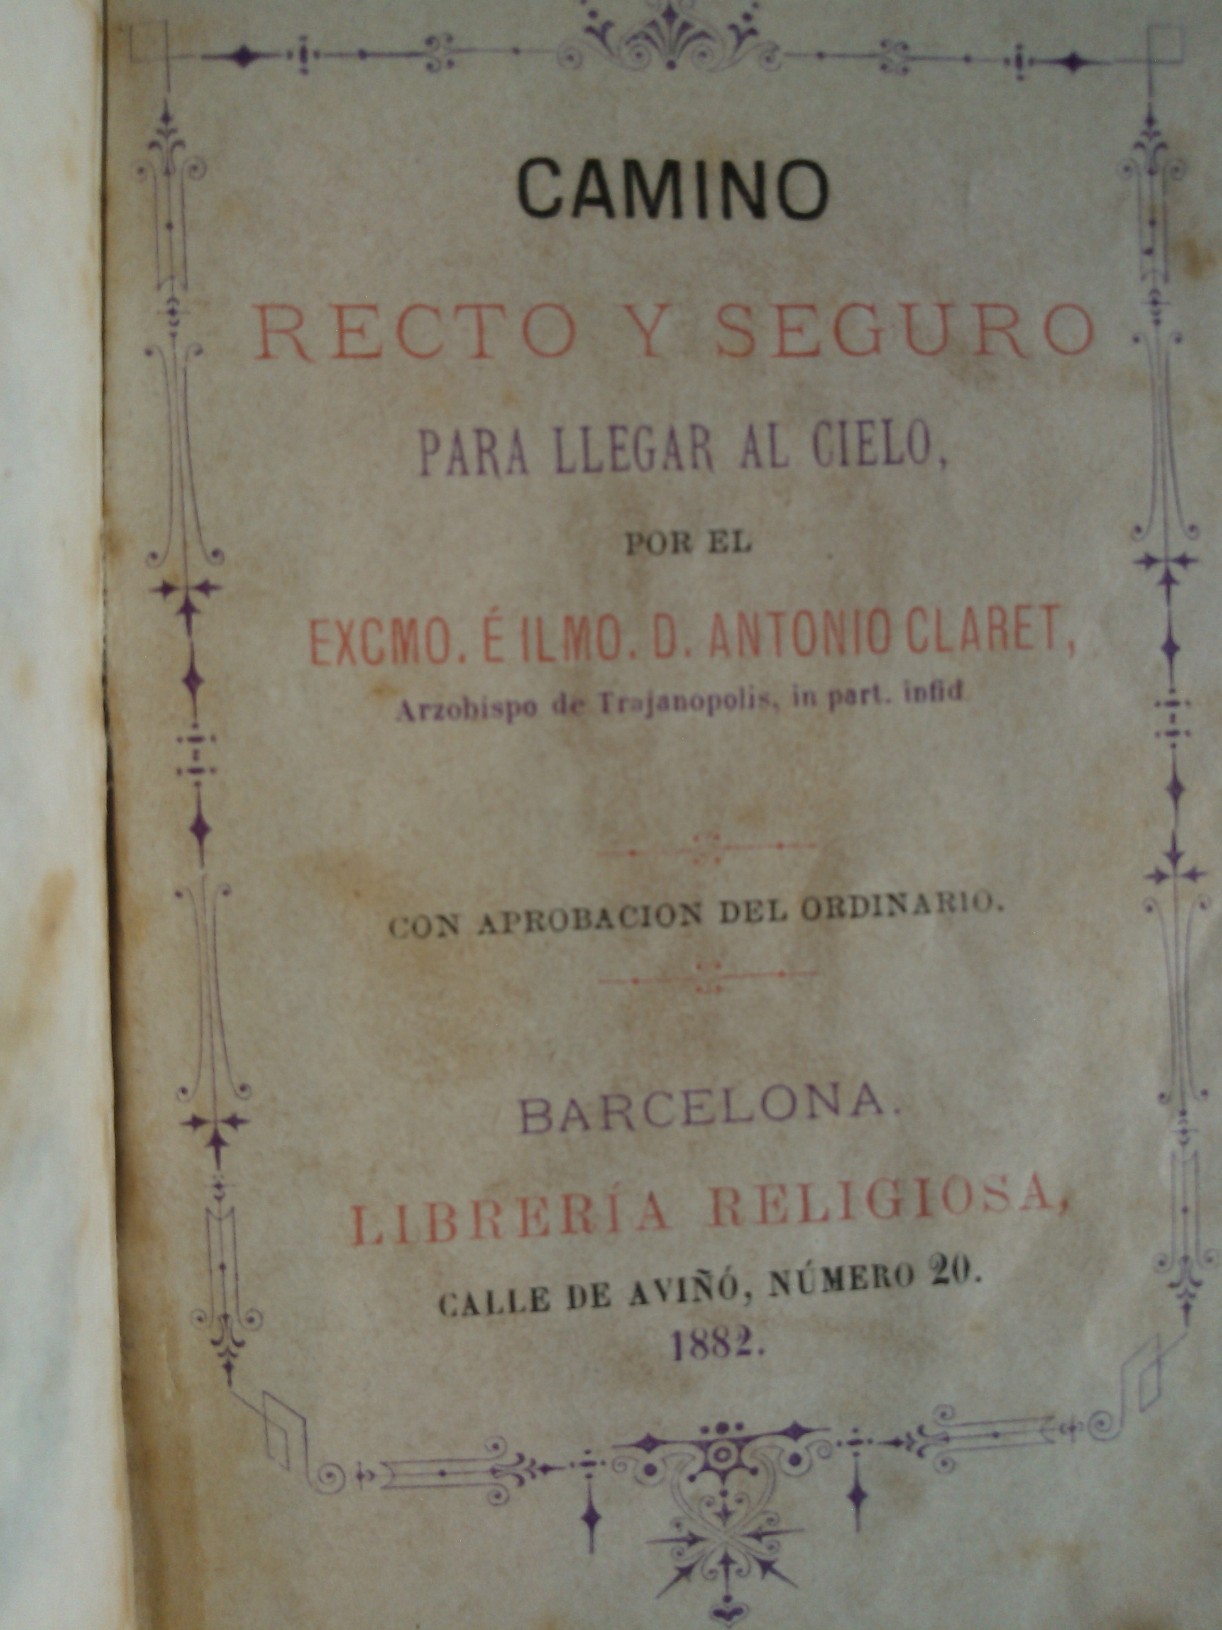 CAMINO
RECTO Y SEGURO
PARA LLEGAR AL CIELO,
POR EL
EXCMO. É ILMO. D. ANTONIO CLARET,
Arzobispo de Trajanopolis, in part. infid
CON APROBACION DEL ORDINARIO.
BARCELONA.
LIBRERÍA RELIGIOSA,
CALLE DE AVIÑÓ, NÚMERO 20.
1882.